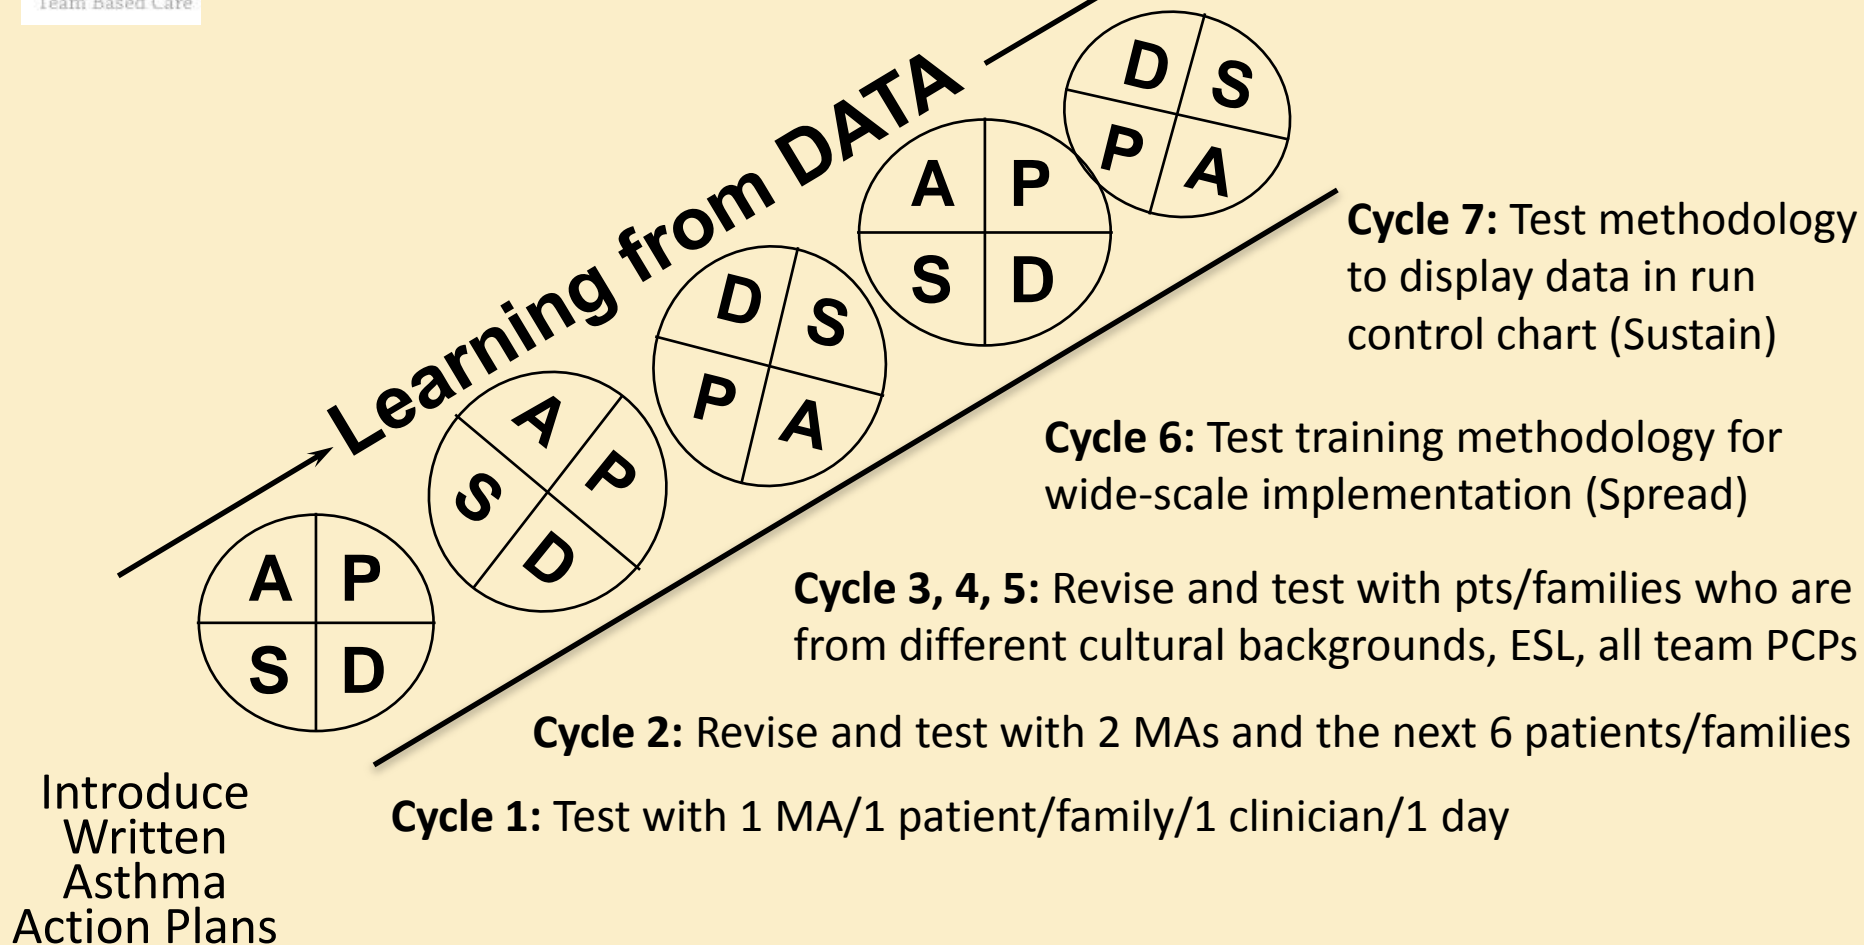 Team Based Care
Learning from DATA
D S
P A
A P
S D
D S
P A
A P
S D
A P
S D
Cycle 7: Test methodology
to display data in run
control chart (Sustain)
Cycle 6: Test training methodology for
wide-scale implementation (Spread)
Cycle 3, 4, 5: Revise and test with pts/families who are
from different cultural backgrounds, ESL, all team PCPs
Cycle 2: Revise and test with 2 MAs and the next 6 patients/families
Cycle 1: Test with 1 MA/1 patient/family/1 clinician/1 day
Introduce
Written
Asthma
Action Plans